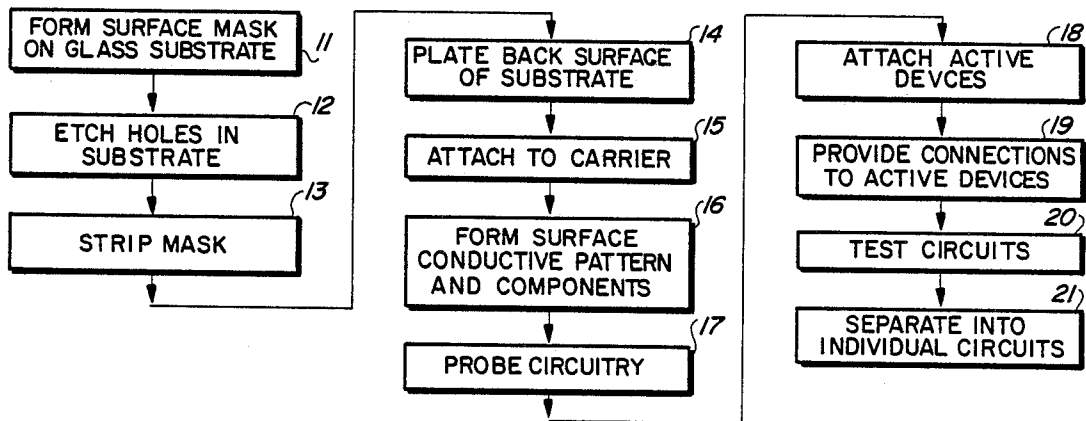 FORM SURFACE MASK
ON GLASS SUBSTRATE
11
12
ETCH HOLES IN
SUBSTRATE
13
STRIP MASK
14
PLATE BACK SURFACE
OF SUBSTRATE
15
ATTACH TO CARRIER
16
FORM SURFACE
CONDUCTIVE PATTERN
AND COMPONENTS
17
PROBE CIRCUITRY
18
ATTACH ACTIVE
DEVCES
19
PROVIDE CONNECTIONS
TO ACTIVE DEVICES
20
TEST CIRCUITS
21
SEPARATE INTO
INDIVIDUAL CIRCUITS